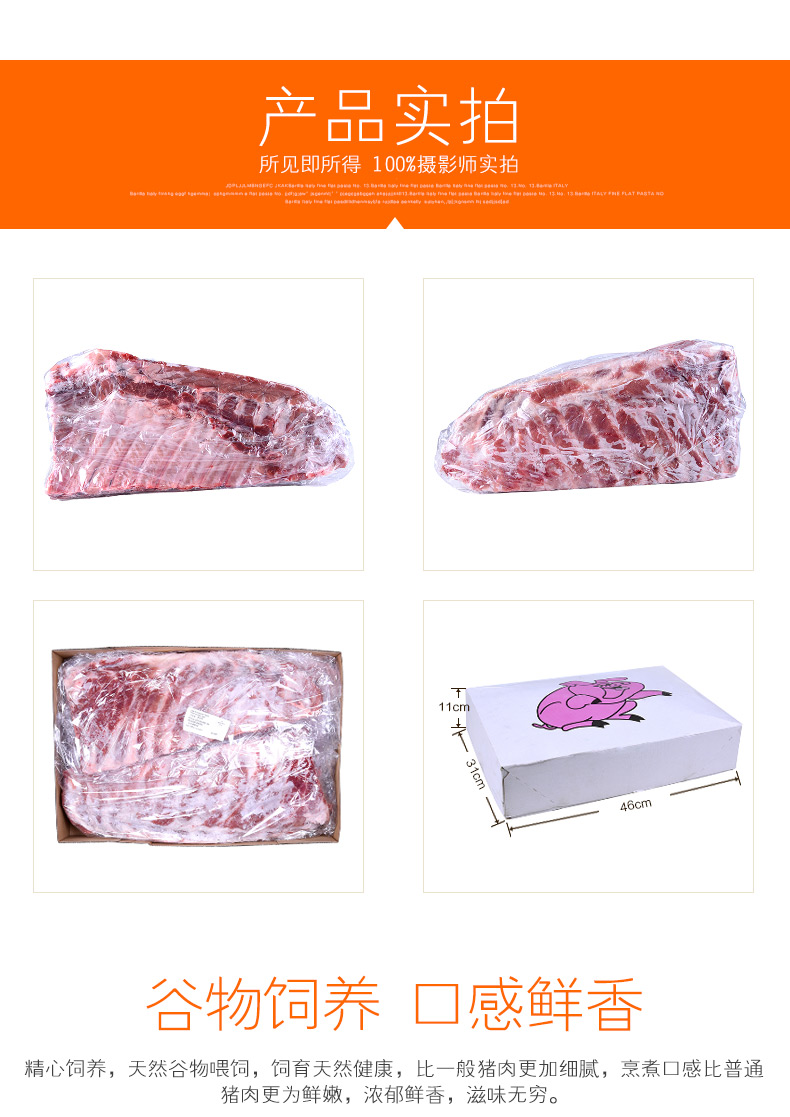 产品实拍
所见即所得 100%摄影师实拍
11cm
31cm
46cm
谷物饲养 口感鲜香
精心饲养，天然谷物喂饲，饲育天然健康，比一般猪肉更加细腻，烹煮口感比普通
猪肉更为鲜嫩，浓郁鲜香，滋味无穷。